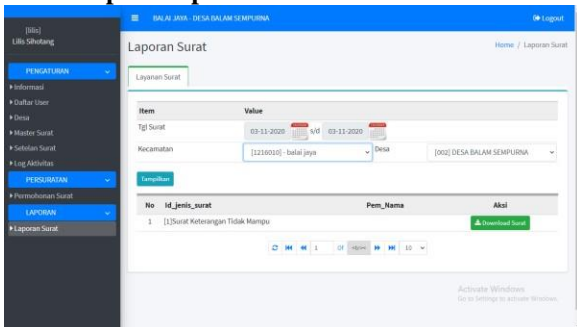 BALAI JAYA - DESA BALAM SEMPURNA
Logout
[lilis]
Lilis Sihotang
Laporan Surat
Home / Laporan Surat
PENGATURAN
Informasi
Daftar User
Desa
Master Surat
Setelan Surat
Log Aktivitas
PERSURATAN
Permohonan Surat
LAPORAN
Laporan Surat
Layanan Surat
Item Value
Tgl Surat 03-11-2020 s/d 03-11-2020
Kecamatan [1216010] - balai jaya Desa [002] DESA BALAM SEMPURNA
Tampilkan
No Id_jenis_surat Pem_Nama Aksi
1 [1]Surat Keterangan Tidak Mampu Download Surat
1 Of 10
Activate Windows
Go to Settings to activate Windows.